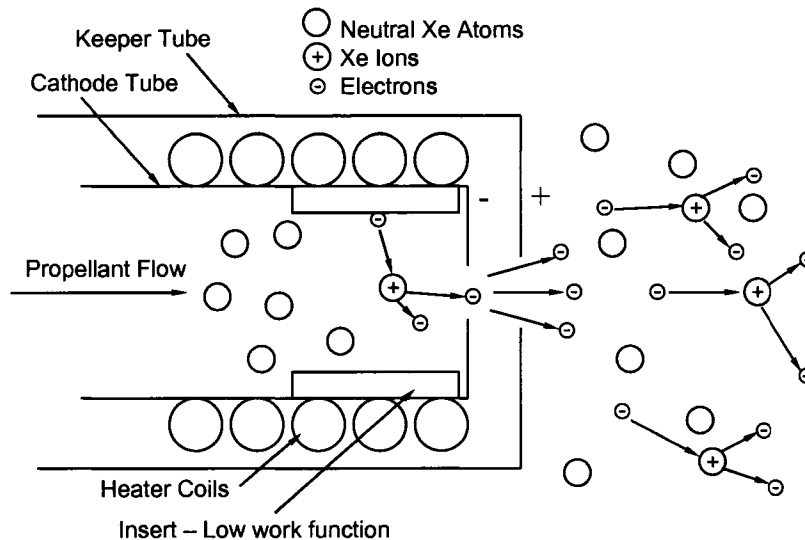 Neutral Xe Atoms
Keeper Tube
+ Xe Ions
Cathode Tube
- Electrons
- +
-
-
+
-
-
-
Propellant Flow
+
-
-
-
-
+
-
-
-
-
-
-
+
-
Heater Coils
Insert – Low work function